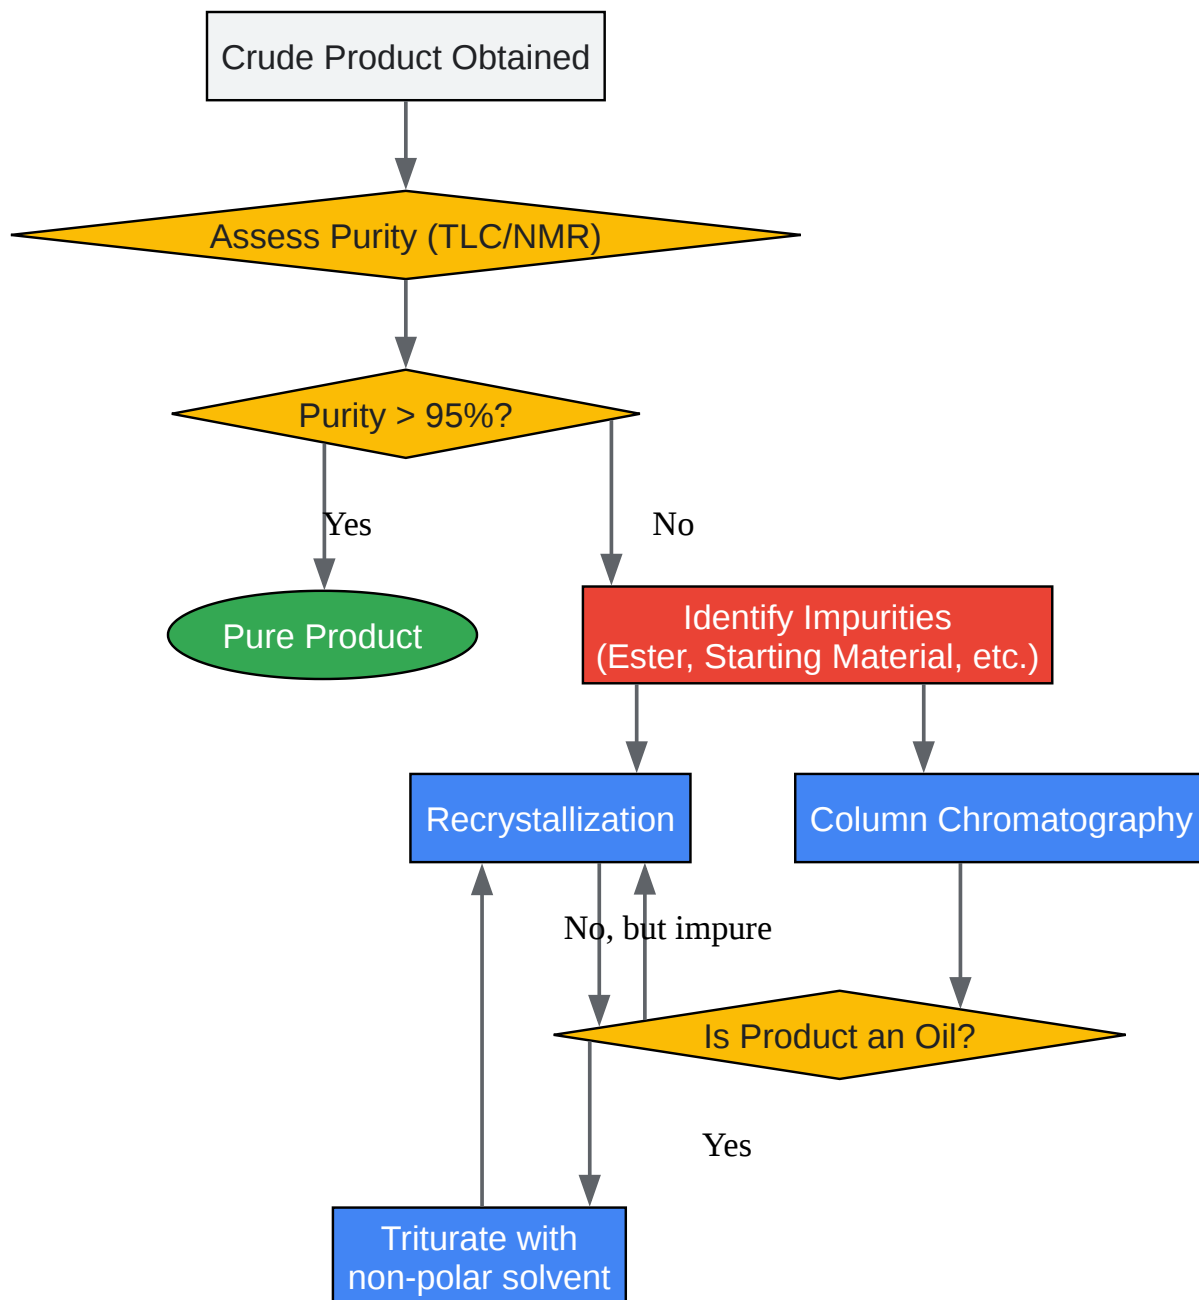 Crude Product Obtained
Assess Purity (TLC/NMR)
Purity > 95%?
Yes
No
Pure Product
Identify Impurities
(Ester, Starting Material, etc.)
Recrystallization
Column Chromatography
No, but impure
Is Product an Oil?
Yes
Triturate with
non-polar solvent